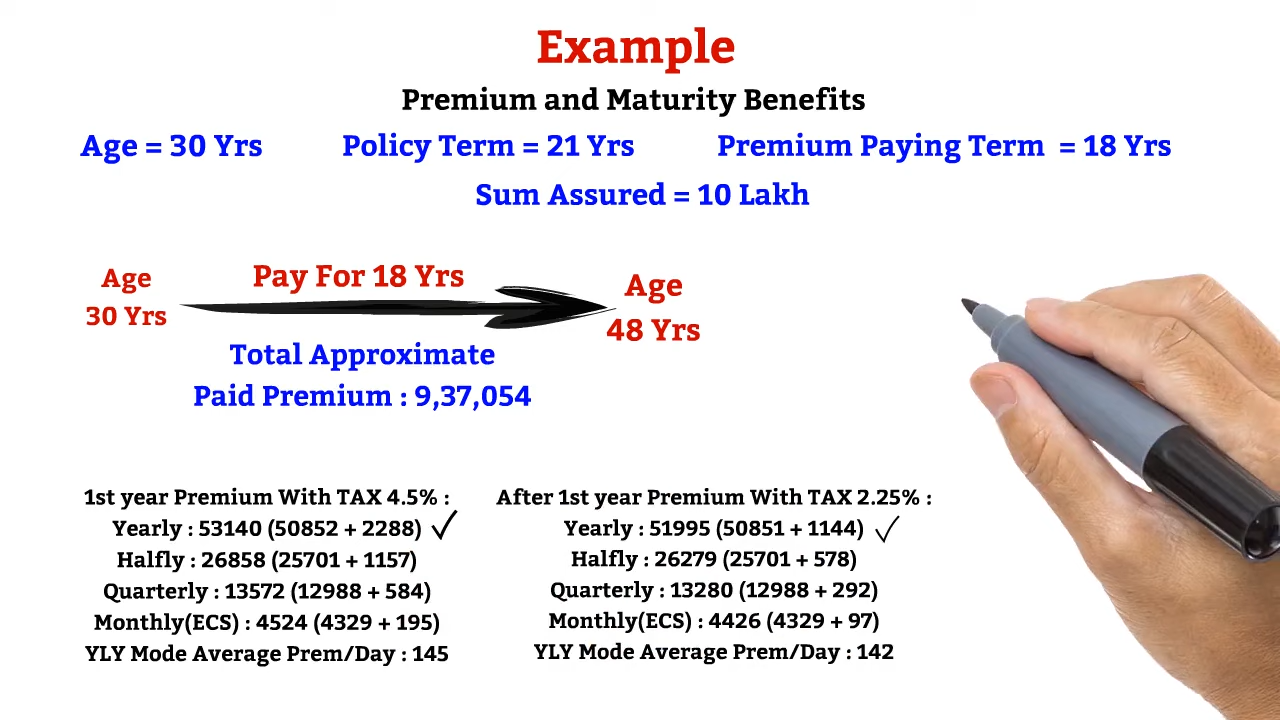 Example
Premium and Maturity Benefits
Age = 30 Yrs Policy Term = 21 Yrs Premium Paying Term = 18 Yrs
Sum Assured = 10 Lakh
Age
30 Yrs
Pay For 18 Yrs
Age
48 Yrs
Total Approximate
Paid Premium : 9,37,054
1st year Premium With TAX 4.5% :
Yearly : 53140 (50852 + 2288) ✓
Halfly : 26858 (25701 + 1157)
Quarterly : 13572 (12988 + 584)
Monthly(ECS) : 4524 (4329 + 195)
YLY Mode Average Prem/Day : 145
After 1st year Premium With TAX 2.25% :
Yearly : 51995 (50851 + 1144) ✓
Halfly : 26279 (25701 + 578)
Quarterly : 13280 (12988 + 292)
Monthly(ECS) : 4426 (4329 + 97)
YLY Mode Average Prem/Day : 142